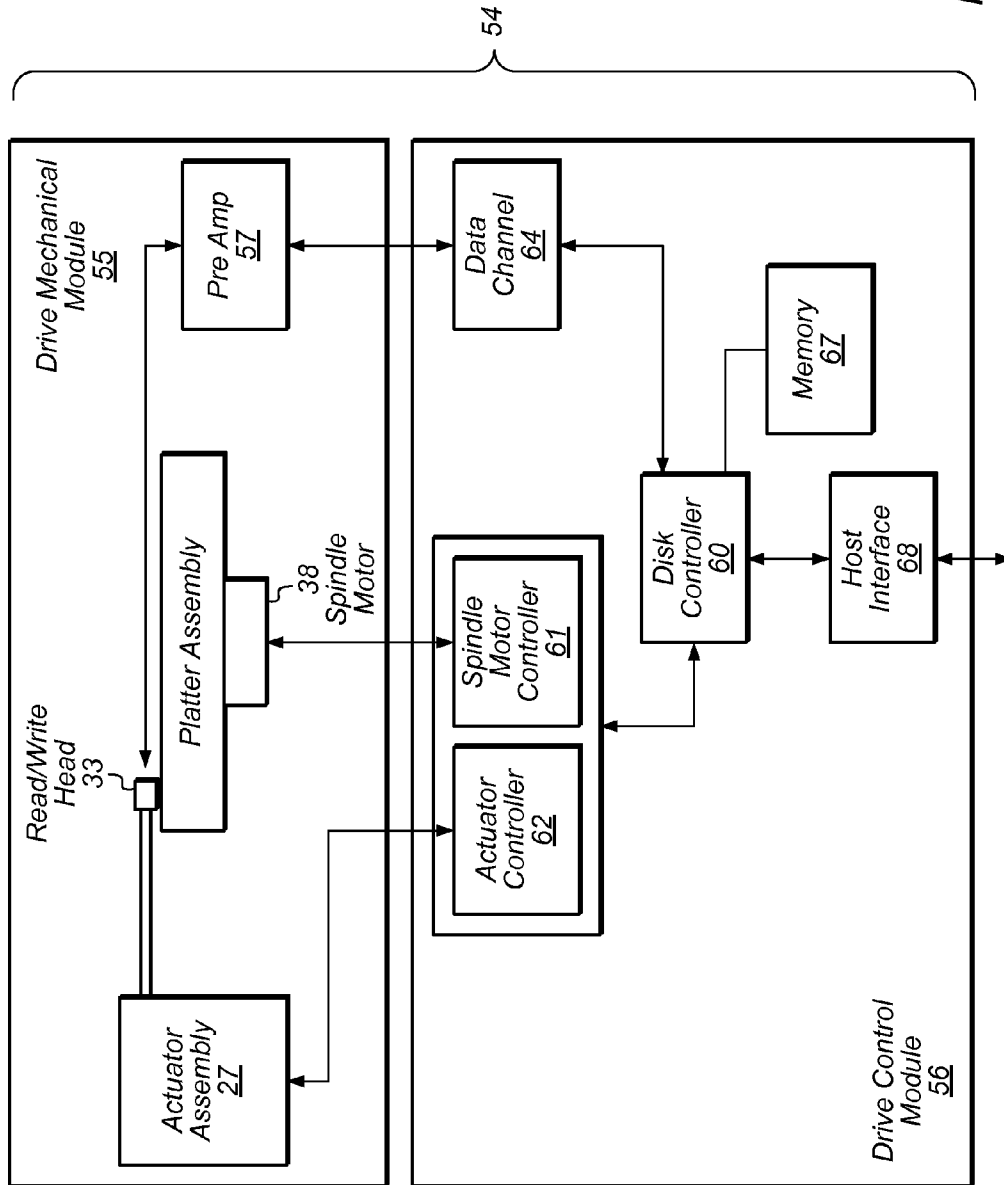 Drive Mechanical
Module
55
Read/Write
Head
33
Actuator
Assembly
27
Platter Assembly
38
Spindle
Motor
Pre Amp
57
Actuator
Controller
62
Spindle
Motor
Controller
61
Data
Channel
64
Disk
Controller
60
Memory
67
Host
Interface
68
Drive Control
Module
56
54